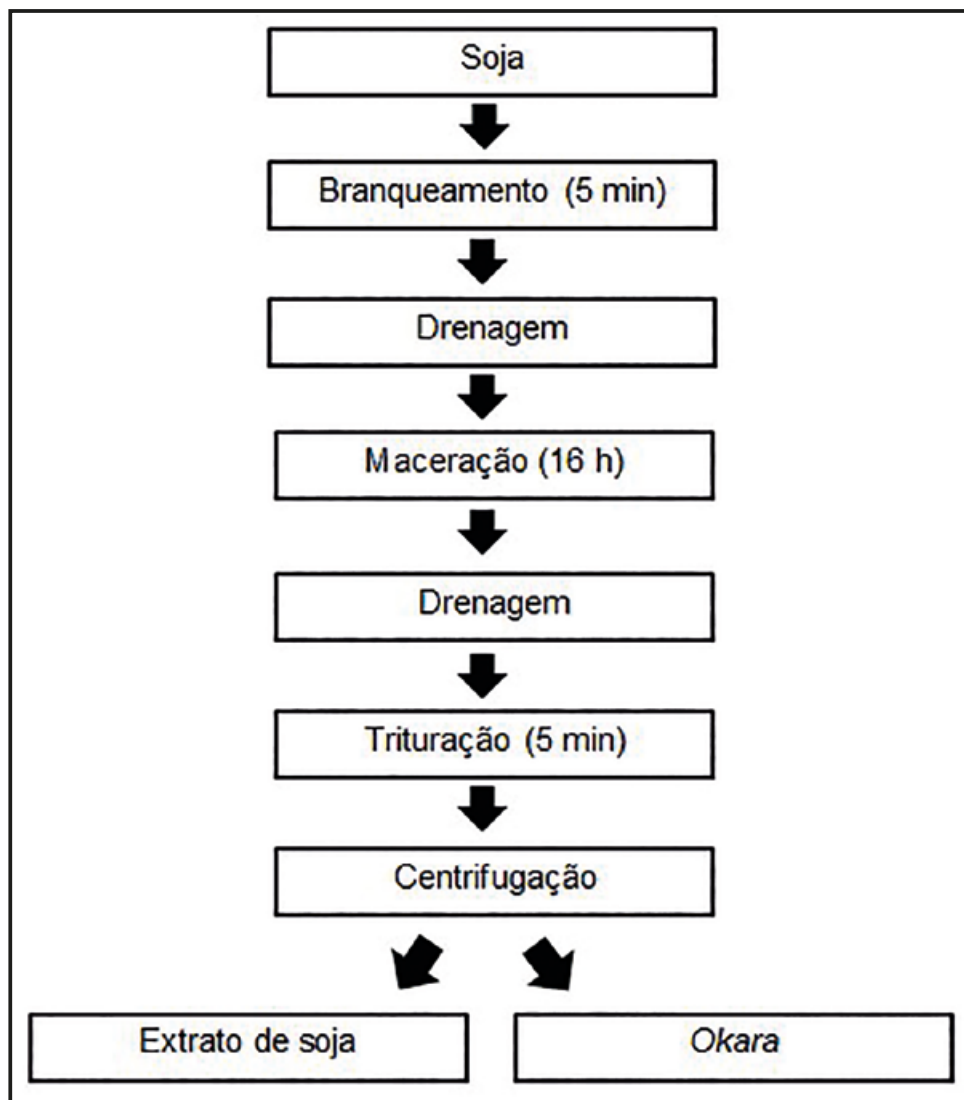 Soja
Branqueamento (5 min)
Drenagem
Maceração (16 h)
Drenagem
Trituração (5 min)
Centrifugação
Extrato de soja
Okara